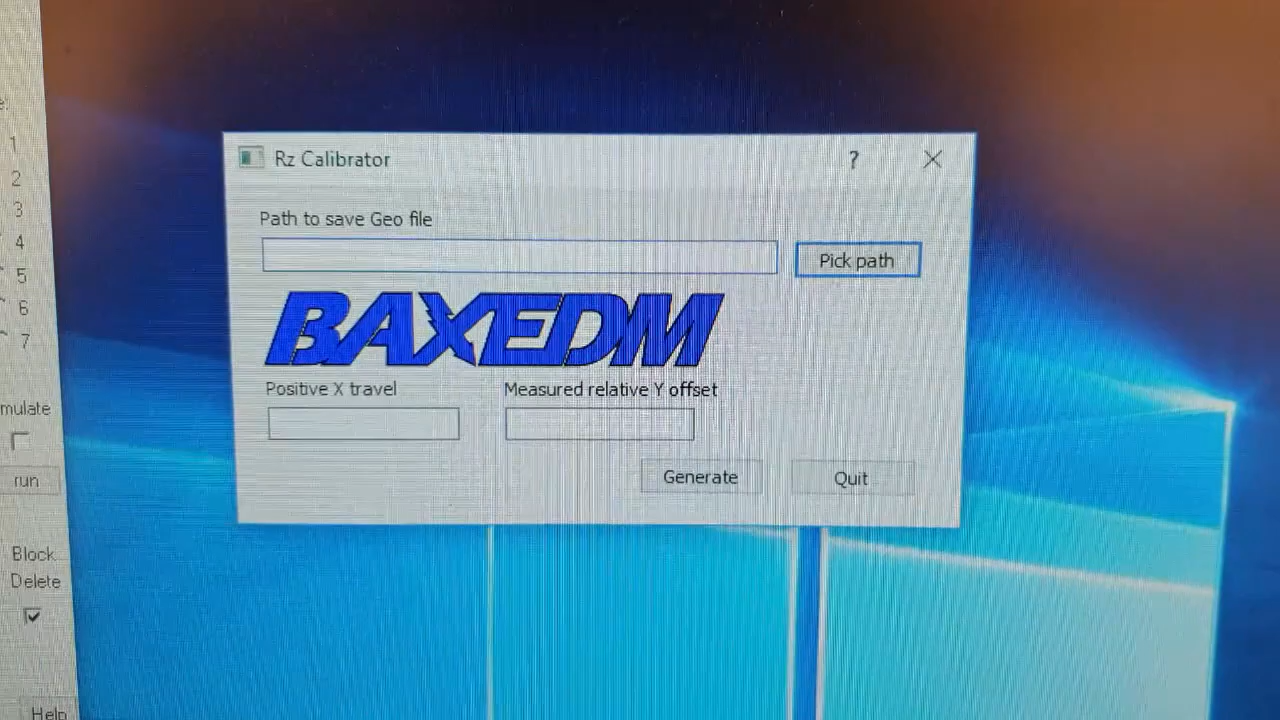 Rz Calibrator ?
Path to save Geo file
Pick path
BAXEDM
Positive X travel Measured relative Y offset
Generate Quit
1
2
3
4
5
6
7
mulate
run
Block
Delete
Help